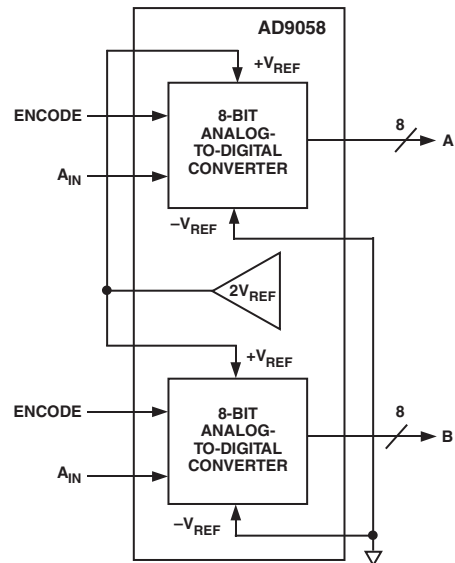 AD9058
+VREF
ENCODE
8-BIT
ANALOG-
TO-DIGITAL
CONVERTER
8
A
AIN
–VREF
2VREF
+VREF
ENCODE
8-BIT
ANALOG-
TO-DIGITAL
CONVERTER
8
B
AIN
–VREF